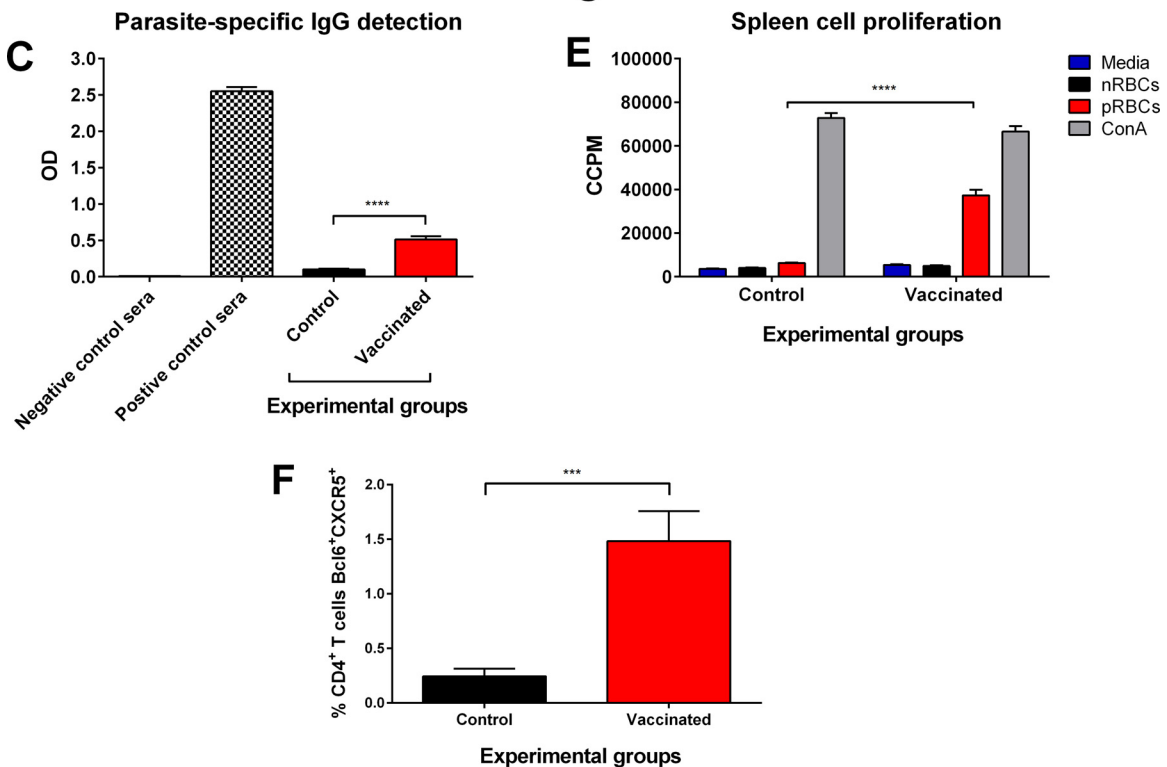 Parasite-specific IgG detection
C
OD
3.0
2.5
2.0
1.5
1.0
0.5
0.0
****
Negative control sera
Postive control sera
Control
Vaccinated
Experimental groups
Spleen cell proliferation
E
CCPM
100000
80000
60000
40000
20000
0
****
Media
nRBCs
pRBCs
ConA
Control
Vaccinated
Experimental groups
F
% CD4⁺ T cells Bcl6⁺CXCR5⁺
2.0
1.5
1.0
0.5
0.0
***
Control
Vaccinated
Experimental groups